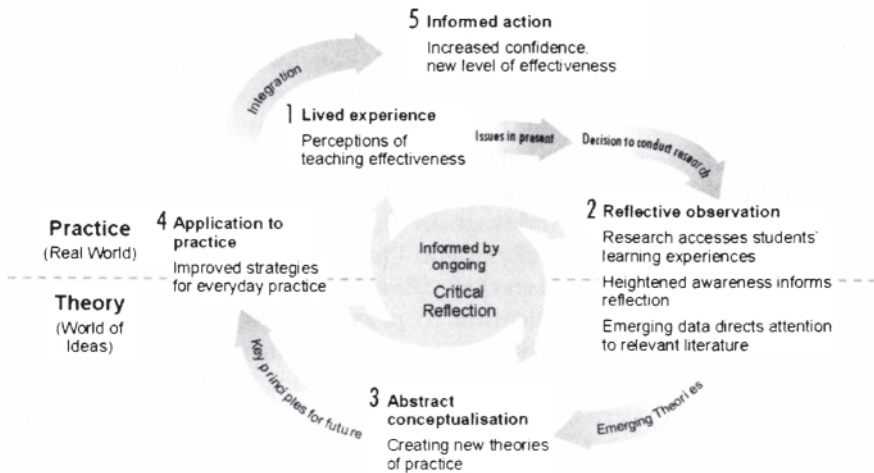 5 Informed action
Increased confidence.
new level of effectiveness
Integration
1 Lived experience
Perceptions of
teaching effectiveness
Issues in present
Decision to conduct research
2 Reflective observation
Research accesses students'
learning experiences
Heightened awareness informs
reflection
Emerging data directs attention
to relevant literature
Practice
(Real World)
4 Application to
practice
Improved strategies
for everyday practice
Informed by
ongoing
Critical
Reflection
Theory
(World of
Ideas)
Key principles for future
3 Abstract
conceptualisation
Creating new theories
of practice
Emerging Theories